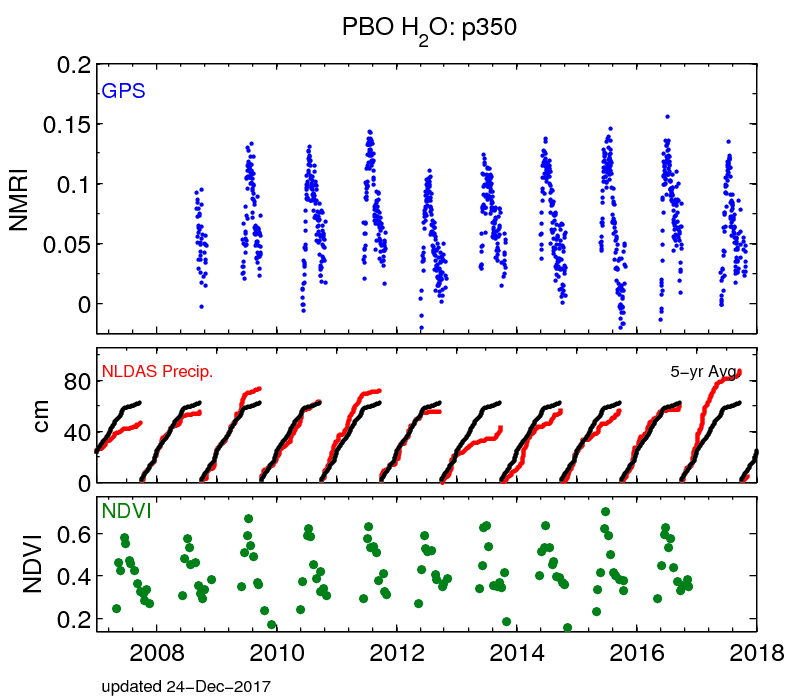 PBO H2O: p350
0.2
GPS
0.15
0.1
NMRI
0.05
0
NLDAS Precip.
5−yr Avg.
80
cm
40
0
NDVI
0.6
NDVI
0.4
0.2
2008 2010 2012 2014 2016 2018
updated 24−Dec−2017